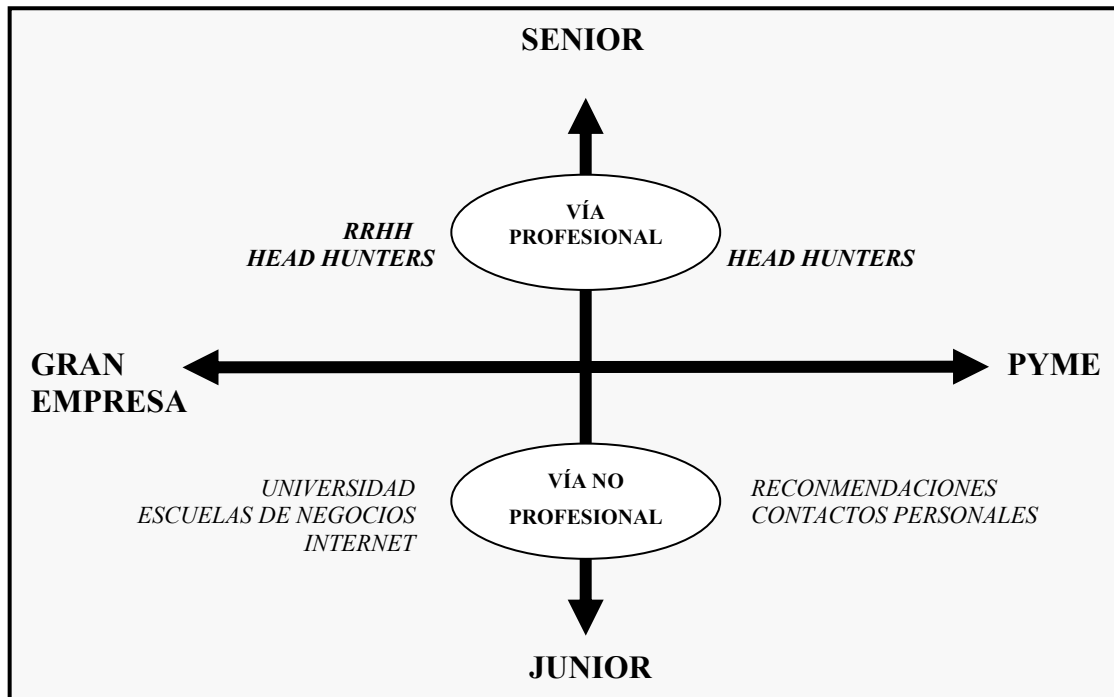 SENIOR
VÍA
PROFESIONAL
RRHH
HEAD HUNTERS
HEAD HUNTERS
GRAN
EMPRESA
PYME
VÍA NO
PROFESIONAL
UNIVERSIDAD
ESCUELAS DE NEGOCIOS
INTERNET
RECONMENDACIONES
CONTACTOS PERSONALES
JUNIOR